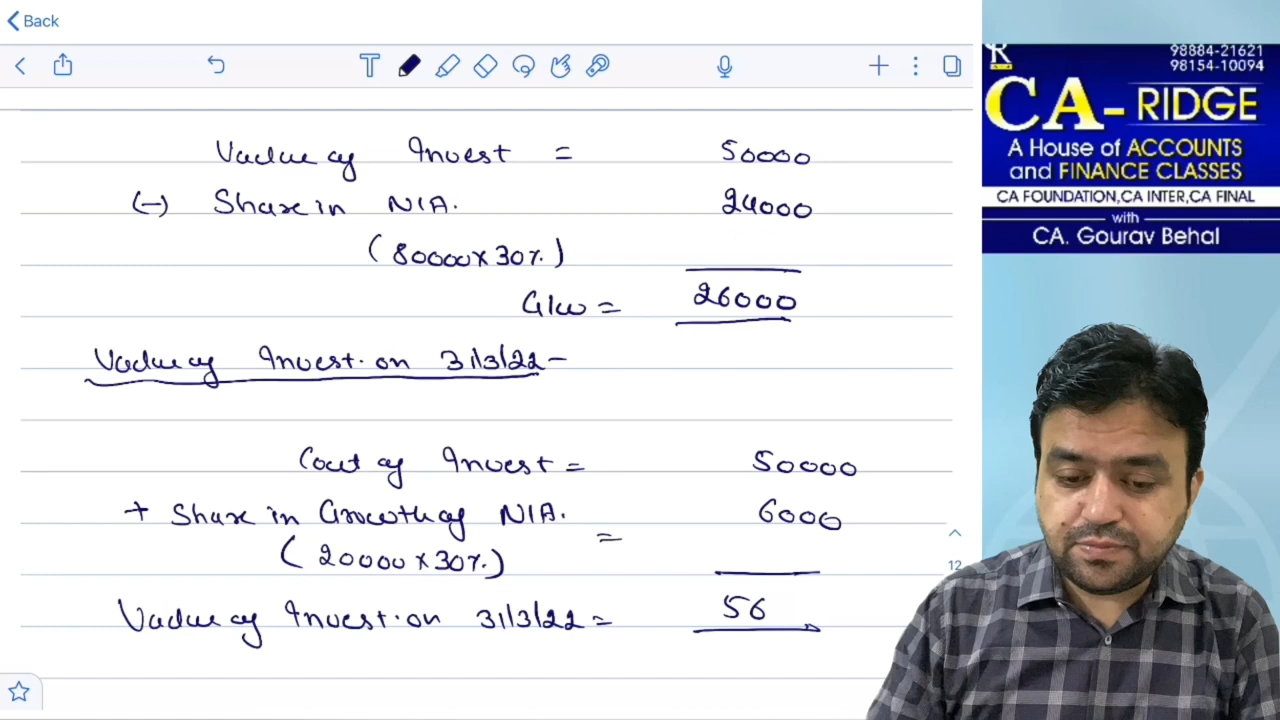 Back
98884-21621
98154-10094
CA- RIDGE
A House of ACCOUNTS
and FINANCE CLASSES
CA FOUNDATION,CA INTER,CA FINAL
with
CA. Gourav Behal
Value of Invest = 50000
(-) Share in N/A. 24000
(80000 x 30%.)
G/w = 26000
Value of Invest. on 31/3/22 -
Cost of Invest = 50000
+ Share in Growth of N/A. = 6000
(20000 x 30%.)
Value of Invest. on 31/3/22 = 56
12